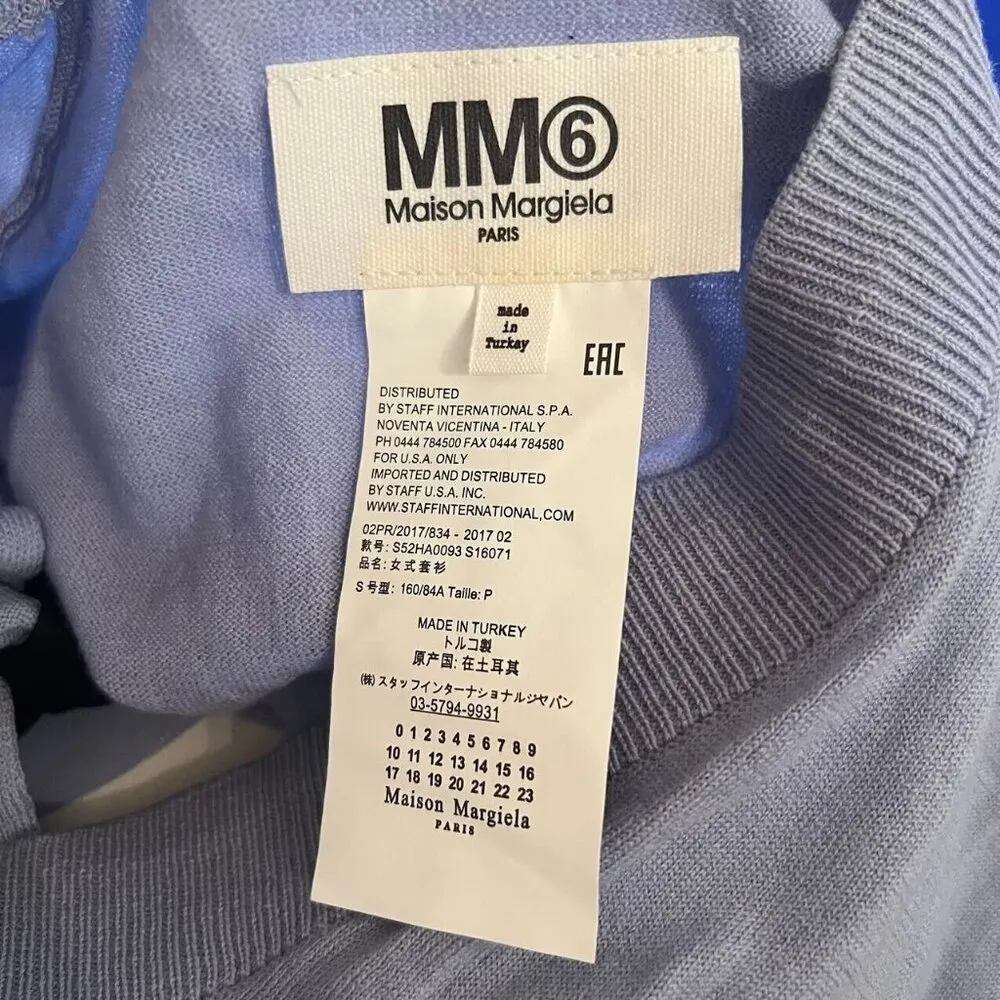 MM⑥
Maison Margiela
PARIS
made
in
Turkay
EAC
DISTRIBUTED
BY STAFF INTERNATIONAL S.P.A.
NOVENTA VICENTINA - ITALY
PH 0444 784500 FAX 0444 784580
FOR U.S.A. ONLY
IMPORTED AND DISTRIBUTED
BY STAFF U.S.A. INC.
WWW.STAFFINTERNATIONAL,COM
02PR/2017/834 - 2017 02
款号: S52HA0093 S16071
品名: 女式套衫
S 号型: 160/84A Taille: P
MADE IN TURKEY
トルコ製
原产国: 在土耳其
(株) スタッフインターナショナルジヤパン
03-5794-9931
0 1 2 3 4 5 6 7 8 9
10 11 12 13 14 15 16
17 18 19 20 21 22 23
Maison Margiela
PARIS